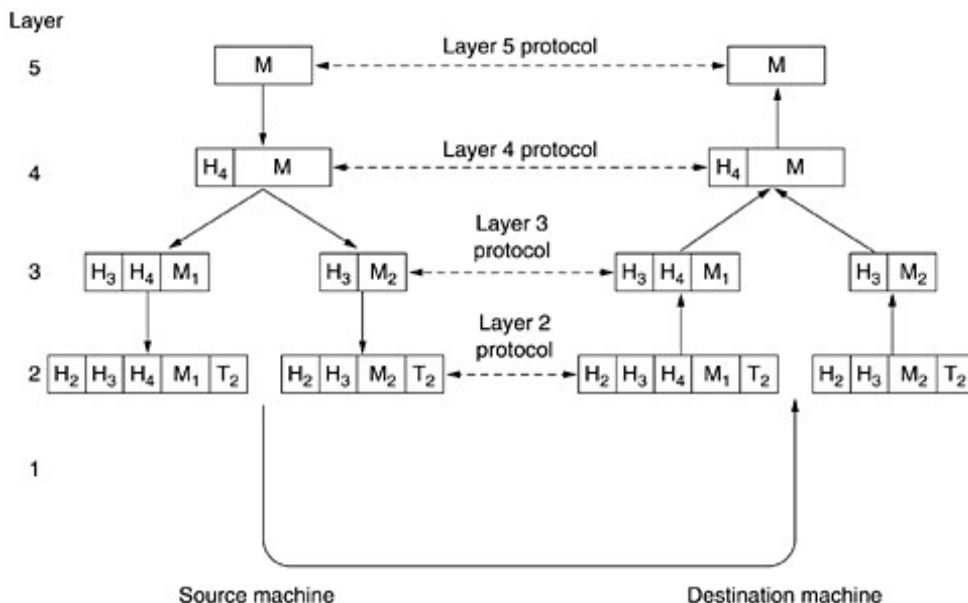 Layer
5 M Layer 5 protocol M
4 H₄ M Layer 4 protocol H₄ M
Layer 3
protocol
3 H₃ H₄ M₁ H₃ M₂ H₃ H₄ M₁ H₃ M₂
Layer 2
protocol
2 H₂ H₃ H₄ M₁ T₂ H₂ H₃ M₂ T₂ H₂ H₃ H₄ M₁ T₂ H₂ H₃ M₂ T₂
1
Source machine Destination machine